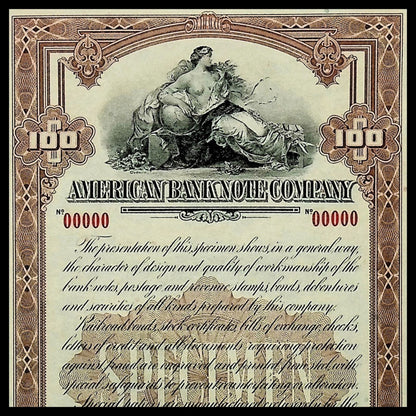 100 100
AMERICAN BANK NOTE COMPANY
Nº 00000 Nº 00000
The presentation of this specimen shows, in a general way,
the character of design and quality of workmanship of the
bank notes, postage and revenue stamps, bonds, debentures
and securities of all kinds prepared by this company.
Railroad bonds, stock certificates, bills of exchange, checks,
letters of credit and all documents requiring protection
against fraud are engraved and printed from steel, with
special safeguards to prevent counterfeiting or alteration.
SPECIMEN